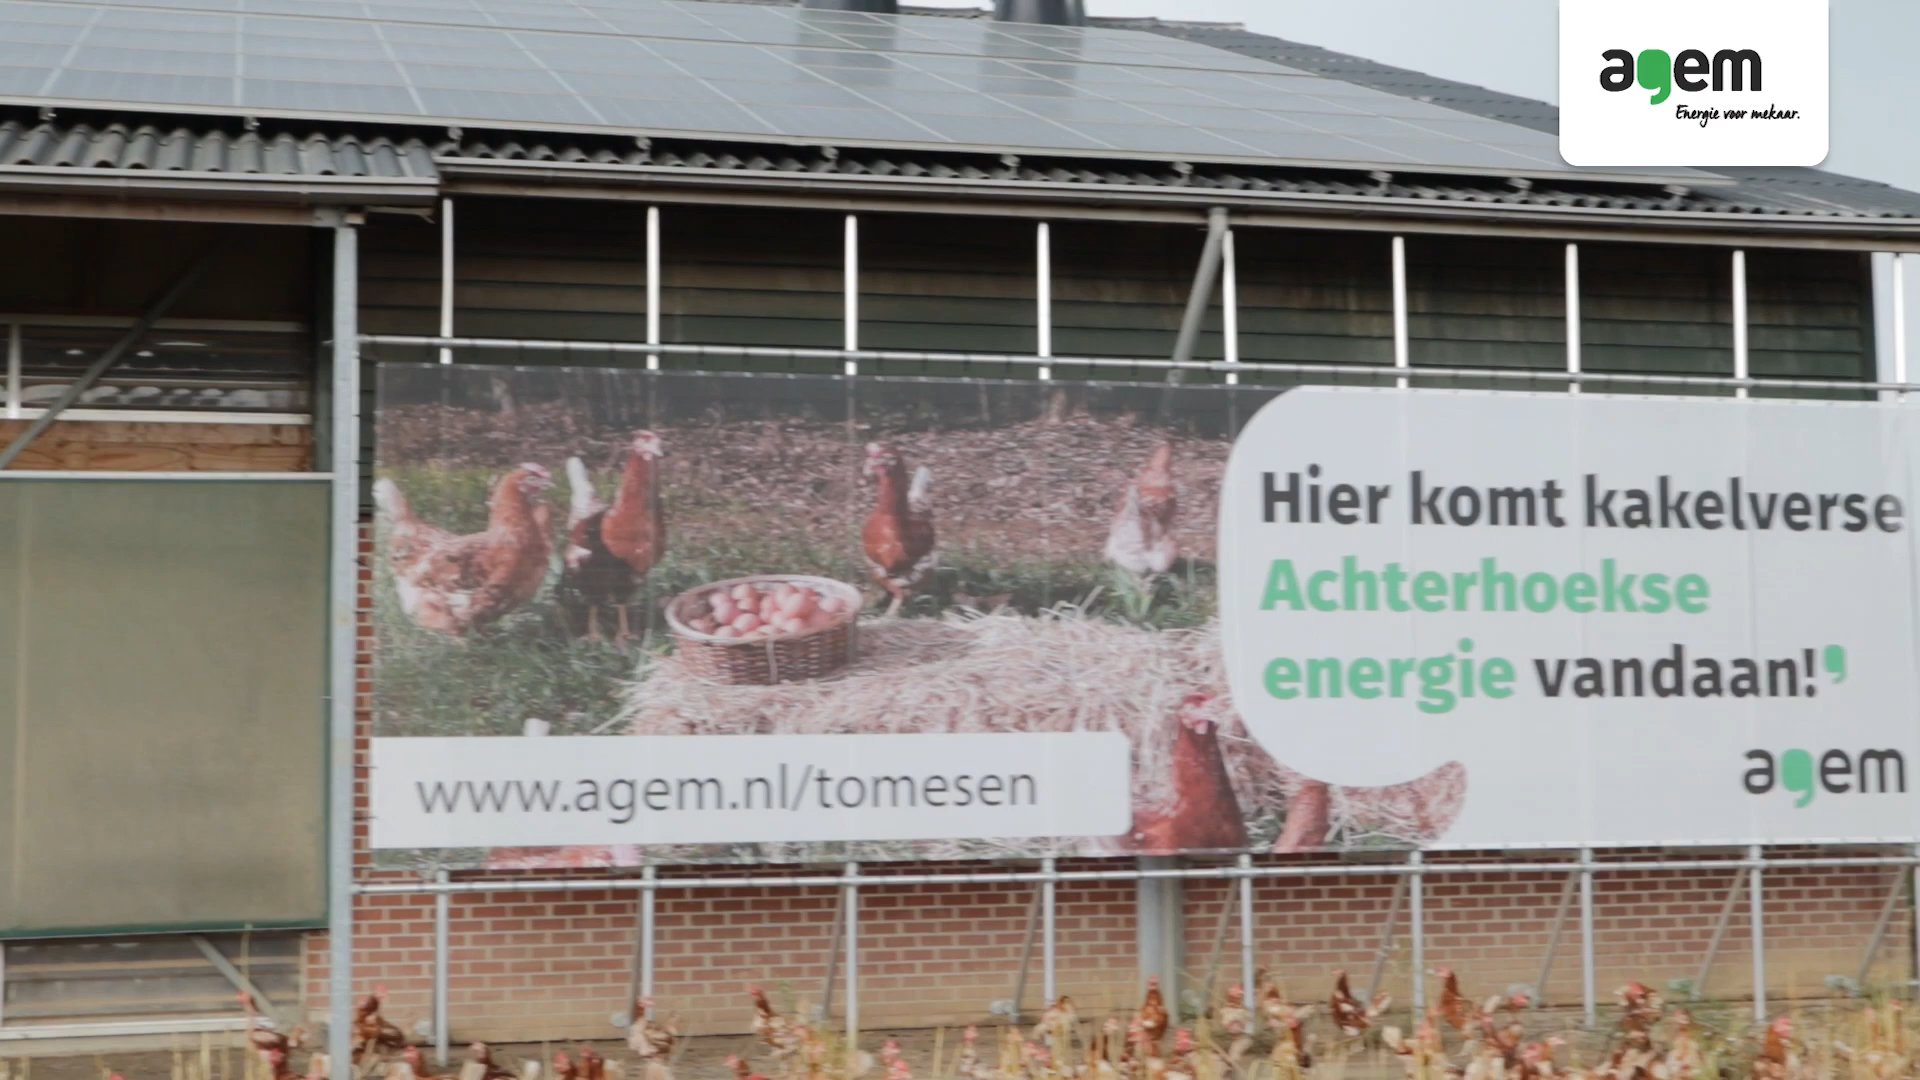 agem
Energie voor mekaar.
Hier komt kakelverse
Achterhoekse
energie vandaan!
agem
www.agem.nl/tomesen